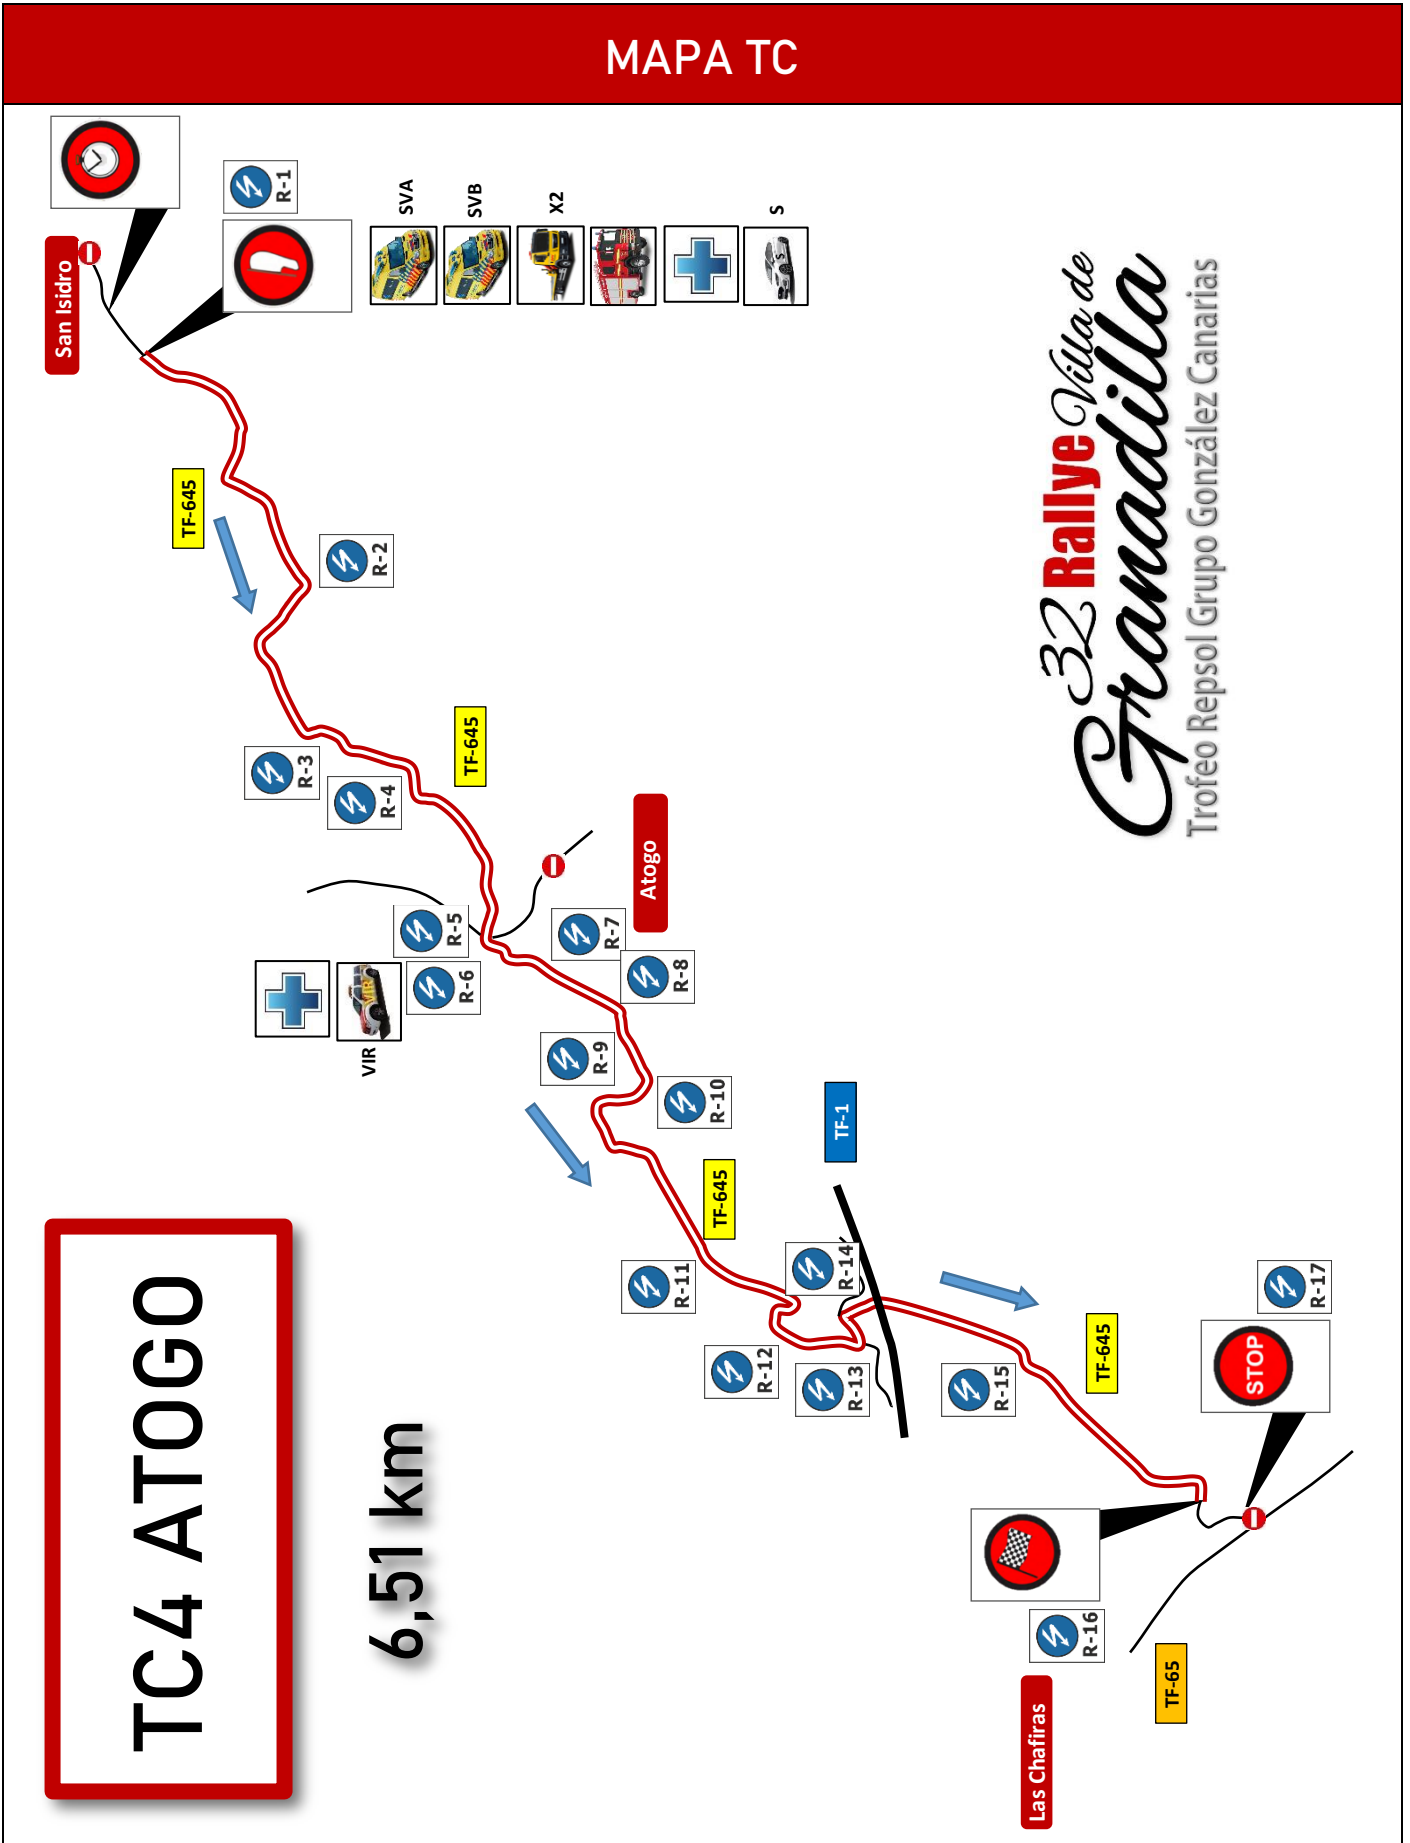 MAPA TC
TC4 ATOGO
6,51 km
San Isidro
R-1
SVA
SVB
X2
S
TF-645
R-2
R-3
R-4
TF-645
Atogo
R-5
R-6
R-7
R-8
VIR
VIR
R-9
R-10
TF-645
TF-1
R-11
R-12
R-13
R-14
R-15
TF-645
STOP
R-17
R-16
TF-65
Las Chafiras
32 Rallye Villa de
Granadilla
Trofeo Repsol Grupo González Canarias
S